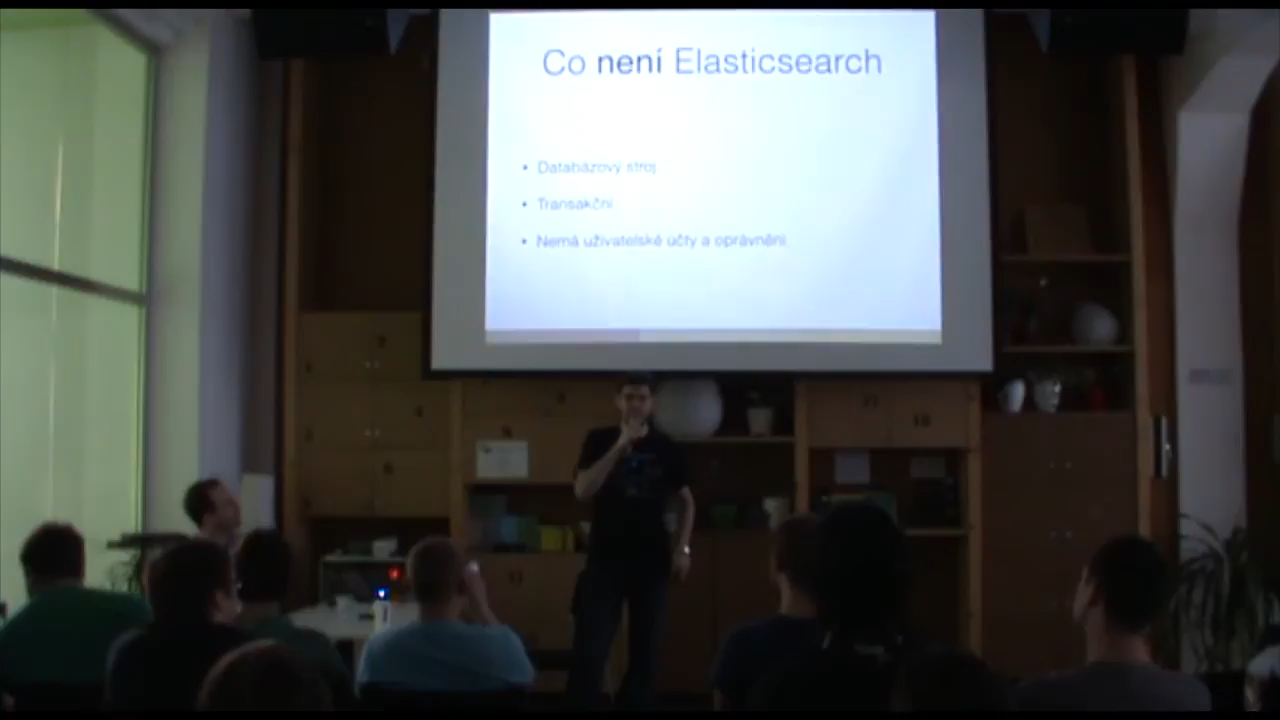 Co není Elasticsearch
• Databázový stroj
• Transakční
• Nemá uživatelské účty a oprávnění